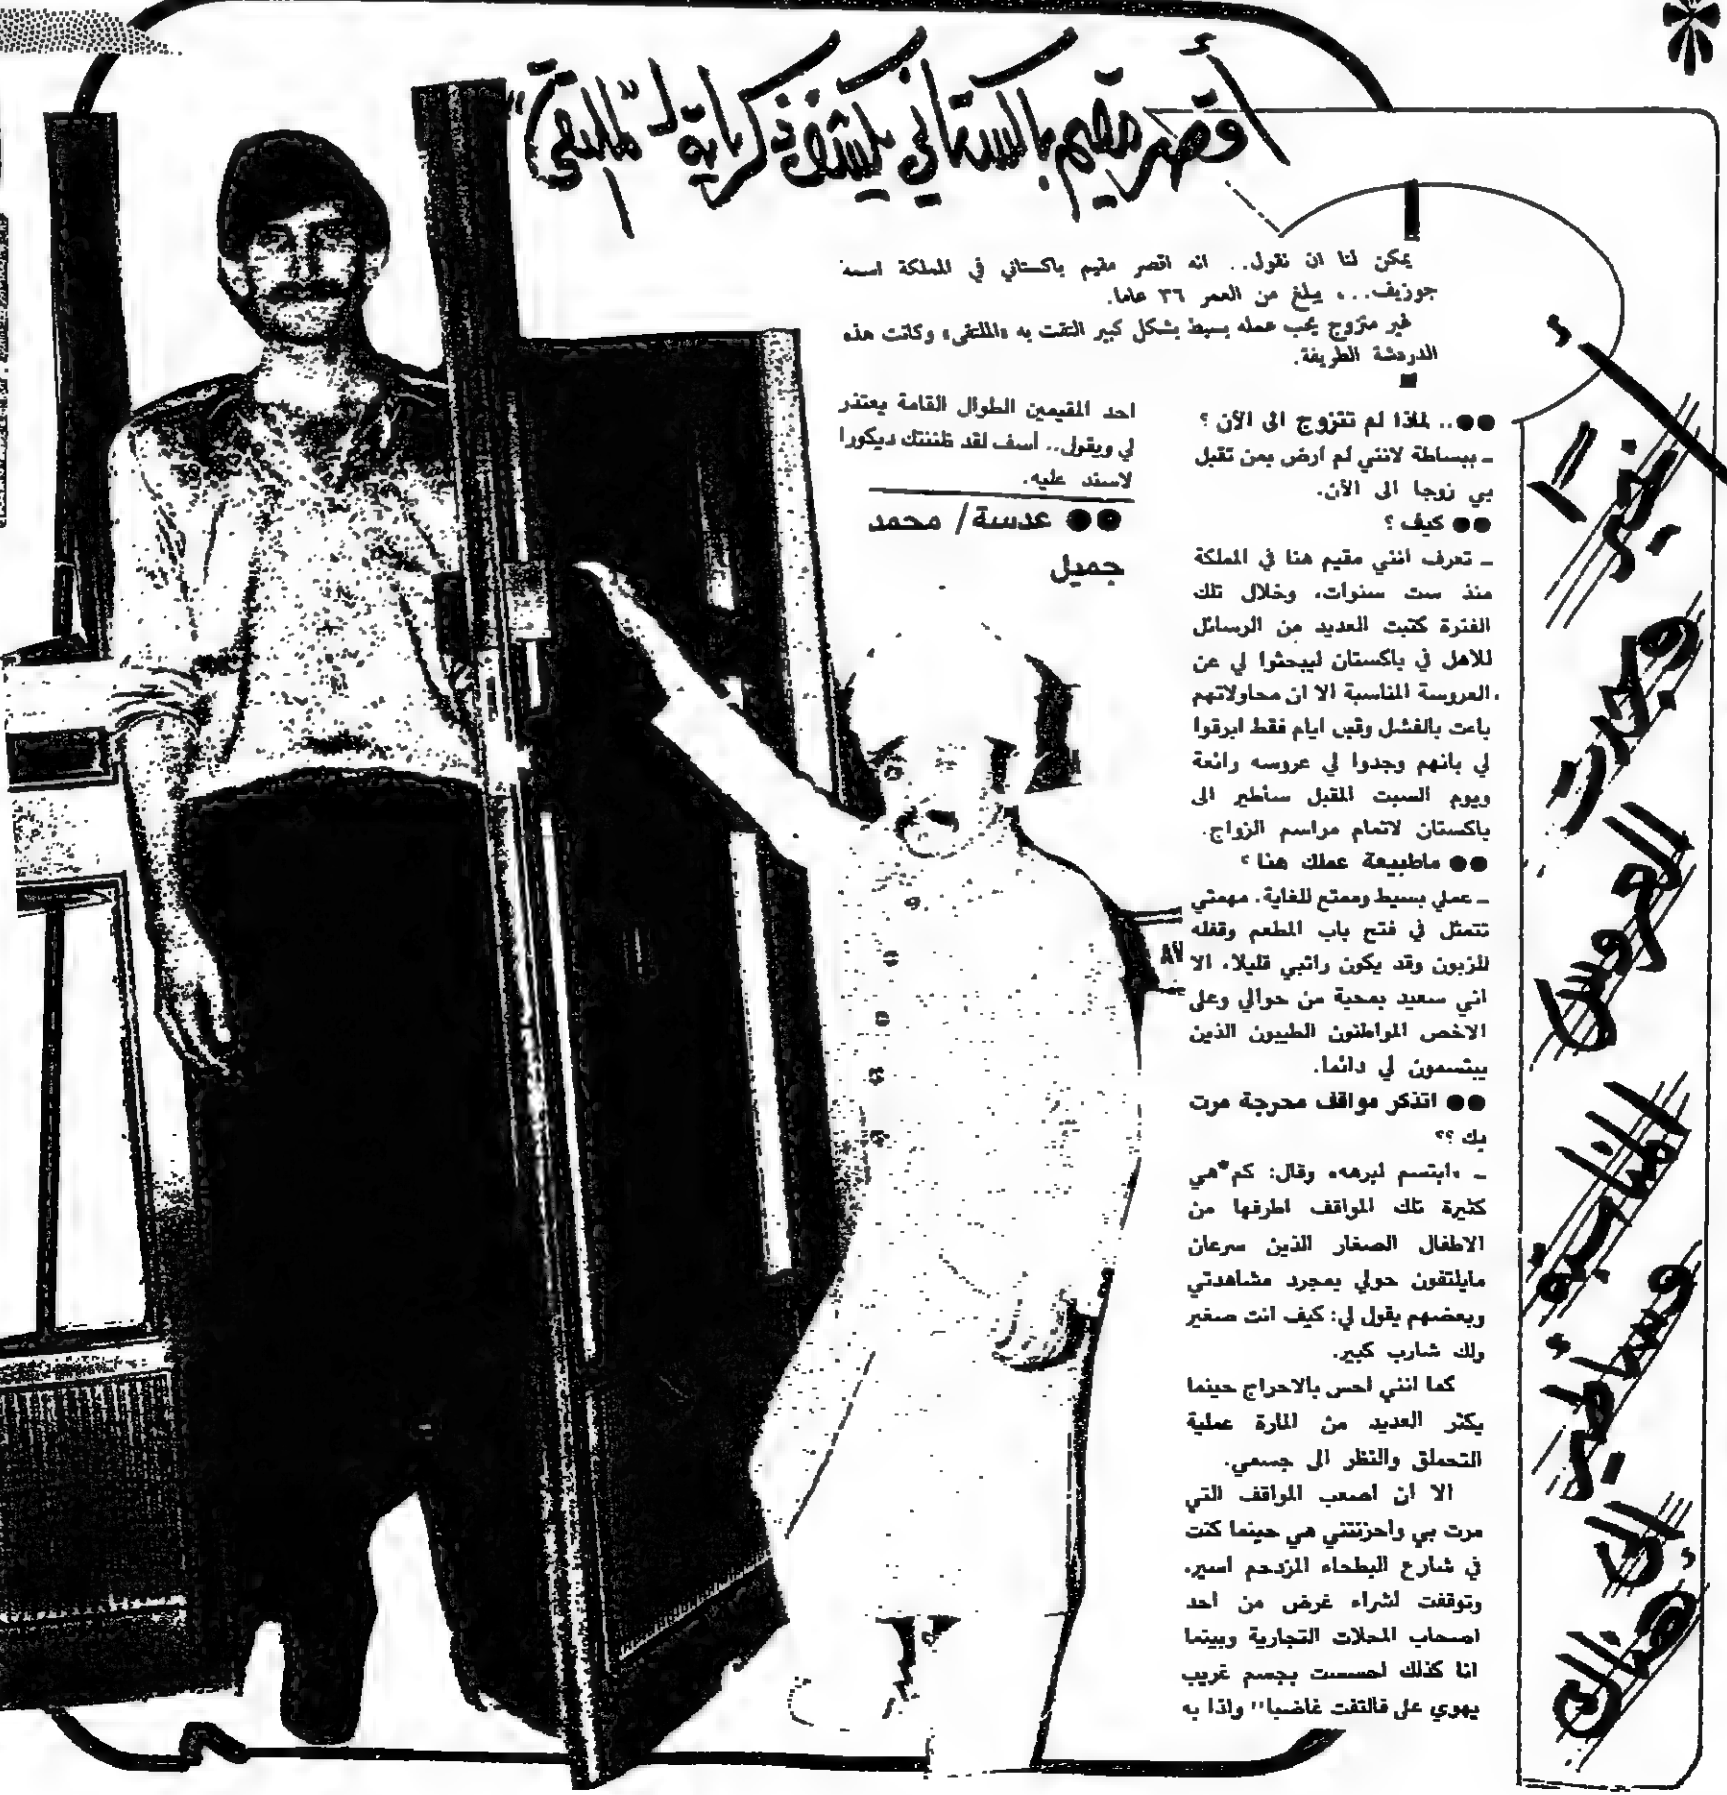 أقصر مقيم باكستاني يكشف ذكرياته لـ "الملتقى"
يمكن لنا ان نقول.. انه اقصر مقيم باكستاني في المملكة اسمه
جوزيف..، يبلغ من العمر ٣٦ عاما.
غير متزوج يحب عمله بسيط بشكل كبير التقت به «الملتقى» وكانت هذه
الدردشة الطريفة.
●●.. لماذا لم تتزوج الى الآن ؟
ـ ببساطة لانني لم ارض بمن تقبل
بي زوجا الى الآن.
●● كيف ؟
ـ تعرف انني مقيم هنا في المملكة
منذ ست سنوات، وخلال تلك
الفترة كتبت العديد من الرسائل
للاهل في باكستان ليبحثوا لي عن
العروسة المناسبة الا ان محاولاتهم
باءت بالفشل وقبل ايام فقط ابرقوا
لي بانهم وجدوا لي عروسه رائعة
ويوم السبت المقبل سأطير الى
باكستان لاتمام مراسم الزواج.
●● ماطبيعة عملك هنا ؟
ـ عملي بسيط وممتع للغاية، مهمتي
تتمثل في فتح باب المطعم وقفله
للزبون وقد يكون راتبي قليلا، الا
اني سعيد بمحبة من حوالي وعلى
الاخص المواطنون الطيبون الذين
يبتسمون لي دائما.
●● اتذكر مواقف محرجة مرت
بك ؟؟
ـ «ابتسم لبرهه» وقال: كم هي
كثيرة تلك المواقف اطرفها من
الاطفال الصغار الذين سرعان
مايلتفون حولي بمجرد مشاهدتي
وبعضهم يقول لي: كيف انت صغير
ولك شارب كبير.
كما انني احس بالاحراج حينما
يكثر العديد من المارة عملية
التحملق والنظر الى جسمي.
الا ان اصعب المواقف التي
مرت بي واحزنتني هي حينما كنت
في شارع البطحاء المزدحم اسير،
وتوقفت لشراء غرض من احد
اصحاب المحلات التجارية وبينما
انا كذلك احسست بجسم غريب
يهوي على فالتفت غاضبا" واذا به
احد المقيمين الطوال القامة يعتذر
لي ويقول.. آسف لقد ظننتك ديكورا
لاستند عليه.
●● عدسة/ محمد
جميل
أخيرا
وجدت
العروس
المناسبة
وسأطير
إلى
هناك